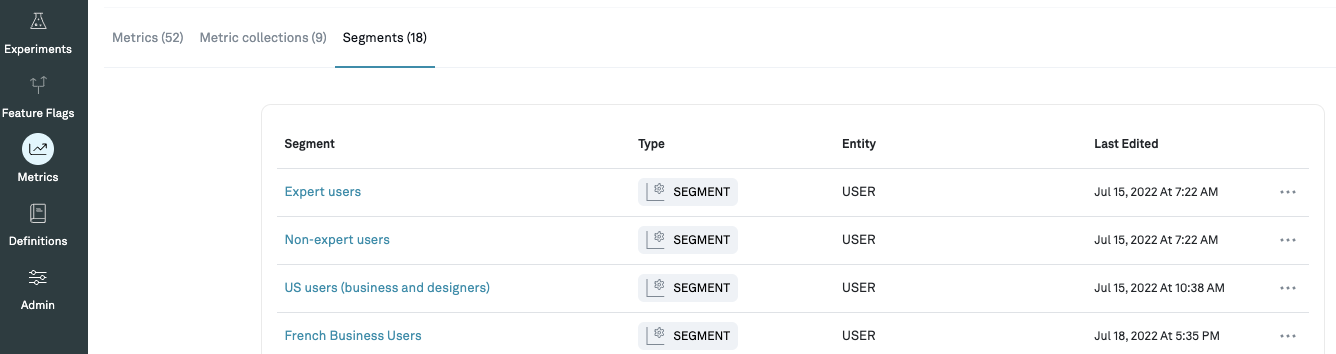 Experiments
Feature Flags
Metrics
Definitions
Admin
Metrics (52) Metric collections (9) Segments (18)
Segment Type Entity Last Edited
Expert users SEGMENT USER Jul 15, 2022 At 7:22 AM
Non-expert users SEGMENT USER Jul 15, 2022 At 7:22 AM
US users (business and designers) SEGMENT USER Jul 15, 2022 At 10:38 AM
French Business Users SEGMENT USER Jul 18, 2022 At 5:35 PM